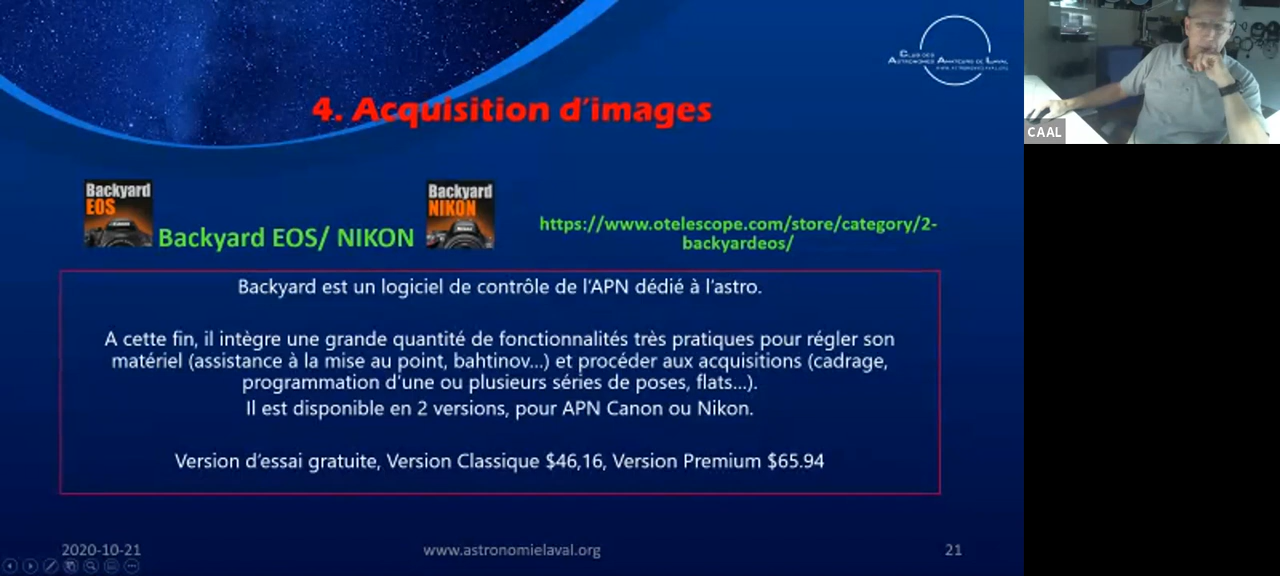 CLUB DES
ASTRONOMES AMATEURS DE LAVAL
WWW.ASTRONOMIELAVAL.ORG
4. Acquisition d'images
Backyard
EOS
Backyard EOS/ NIKON
Backyard
NIKON
https://www.otelescope.com/store/category/2-
backyardeos/
Backyard est un logiciel de contrôle de l'APN dédié à l'astro.
A cette fin, il intègre une grande quantité de fonctionnalités très pratiques pour régler son
matériel (assistance à la mise au point, bahtinov...) et procéder aux acquisitions (cadrage,
programmation d'une ou plusieurs séries de poses, flats...).
Il est disponible en 2 versions, pour APN Canon ou Nikon.
Version d'essai gratuite, Version Classique $46,16, Version Premium $65.94
2020-10-21
www.astronomielaval.org
21
CAAL